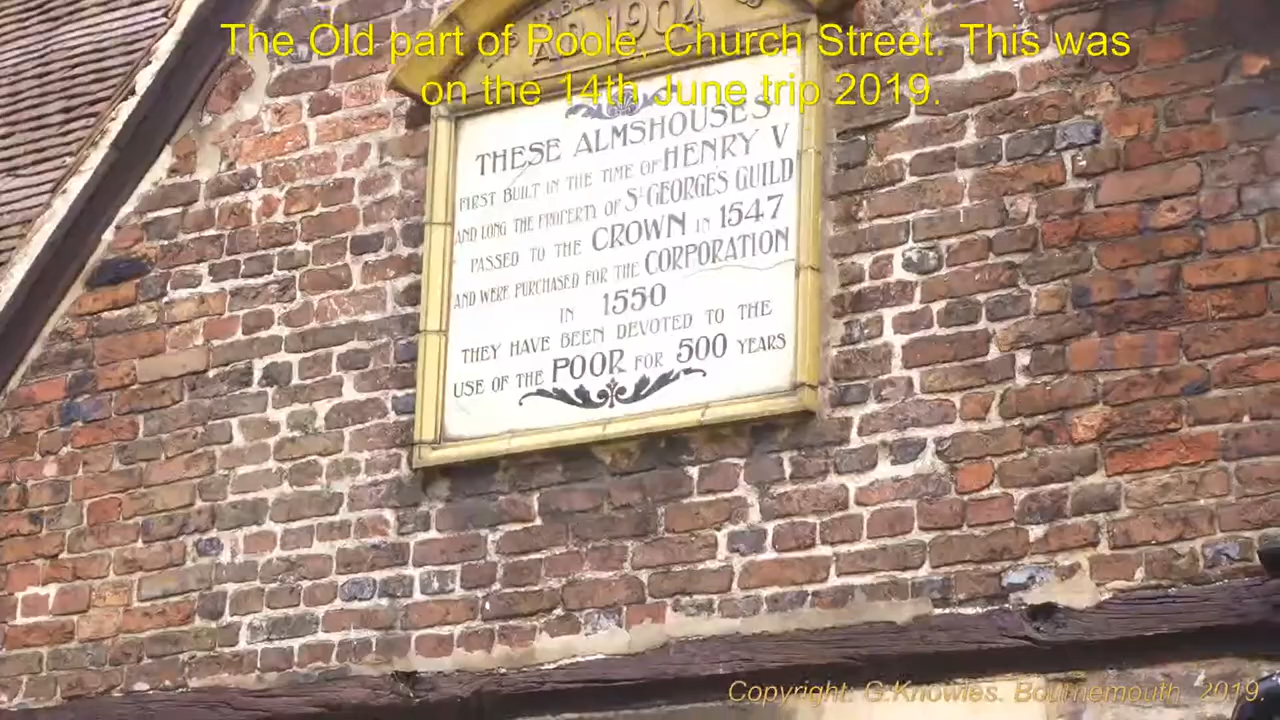 The Old part of Poole, Church Street. This was
on the 14th June trip 2019.
A.D. 1904
THESE ALMSHOUSES
FIRST BUILT IN THE TIME OF HENRY V
AND LONG THE PROPERTY OF ST GEORGES GUILD
PASSED TO THE CROWN IN 1547
AND WERE PURCHASED FOR THE CORPORATION
IN 1550
THEY HAVE BEEN DEVOTED TO THE
USE OF THE POOR FOR 500 YEARS
Copyright. G.Knowles. Bournemouth. 2019.